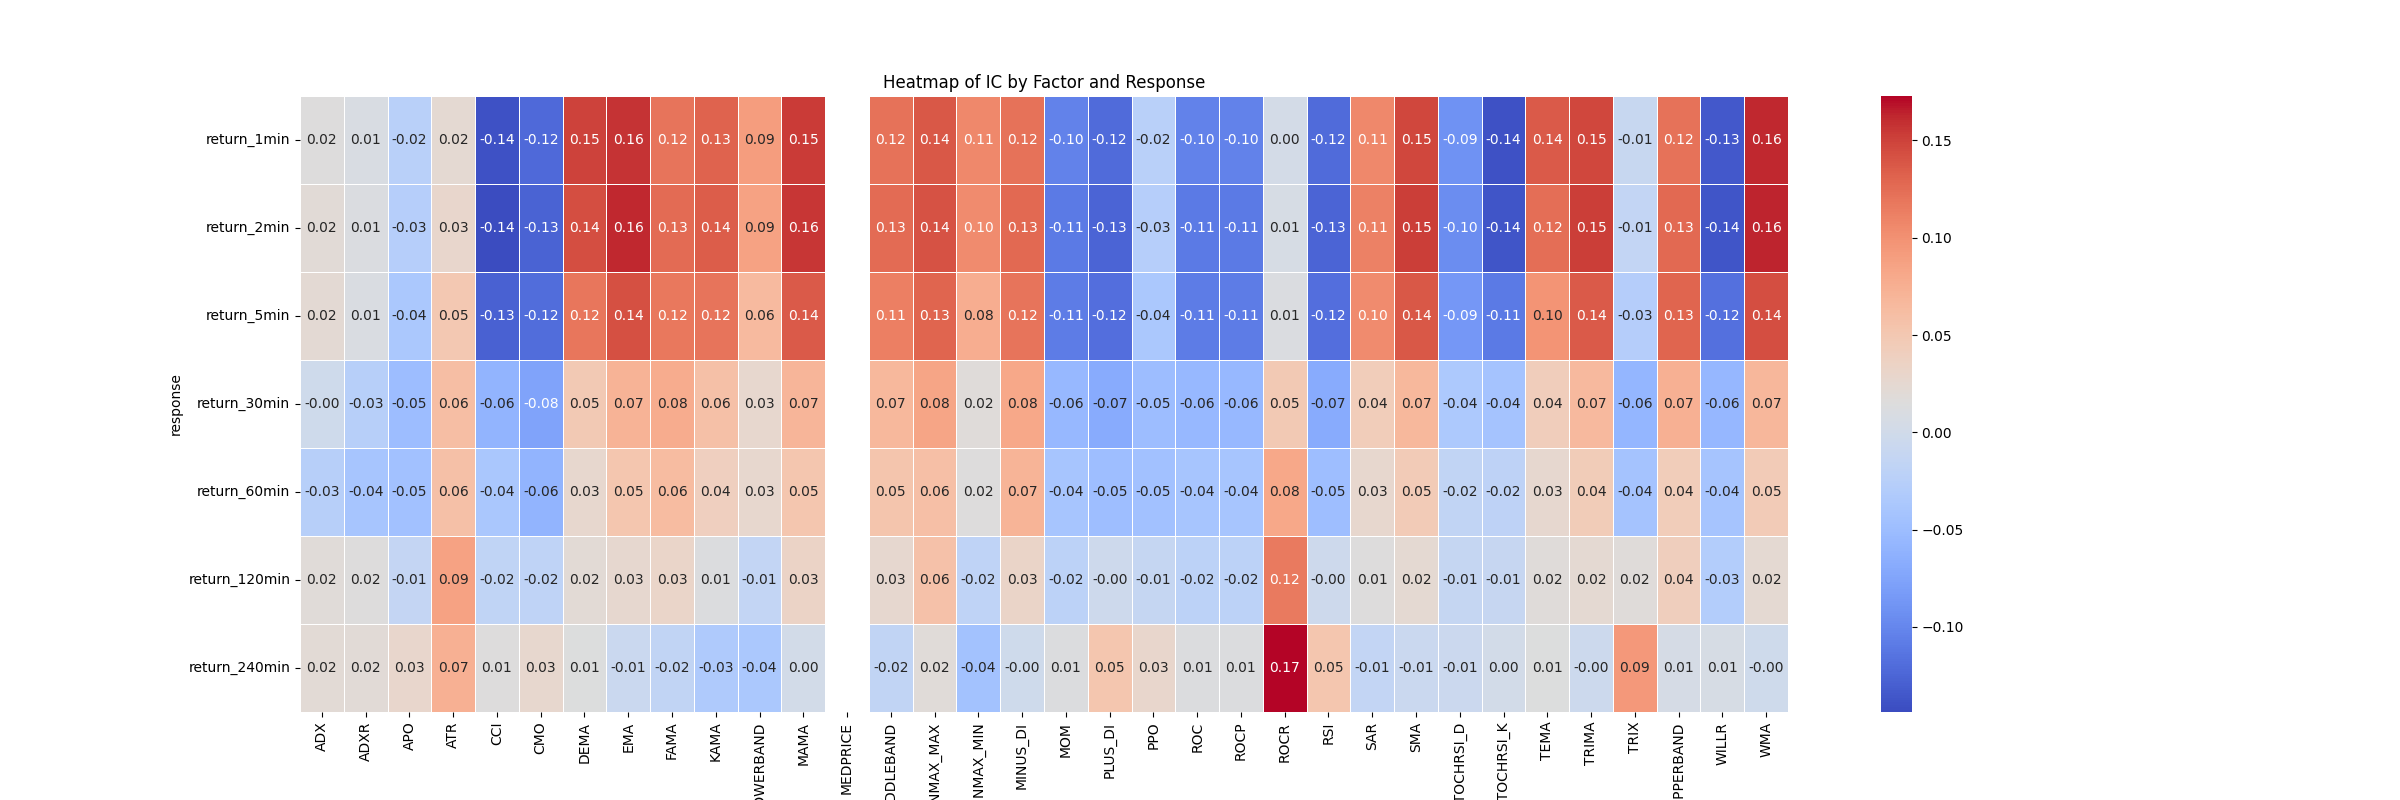 Heatmap of IC by Factor and Response
return_1min 0.02 0.01 -0.02 0.02 -0.14 -0.12 0.15 0.16 0.12 0.13 0.09 0.15 0.12 0.14 0.11 0.12 -0.10 -0.12 -0.02 -0.10 -0.10 0.00 -0.12 0.11 0.15 -0.09 -0.14 0.14 0.15 -0.01 0.12 -0.13 0.16
return_2min 0.02 0.01 -0.03 0.03 -0.14 -0.13 0.14 0.16 0.13 0.14 0.09 0.16 0.13 0.14 0.10 0.13 -0.11 -0.13 -0.03 -0.11 -0.11 0.01 -0.13 0.11 0.15 -0.10 -0.14 0.12 0.15 -0.01 0.13 -0.14 0.16
return_5min 0.02 0.01 -0.04 0.05 -0.13 -0.12 0.12 0.14 0.12 0.12 0.06 0.14 0.11 0.13 0.08 0.12 -0.11 -0.12 -0.04 -0.11 -0.11 0.01 -0.12 0.10 0.14 -0.09 -0.11 0.10 0.14 -0.03 0.13 -0.12 0.14
return_30min -0.00 -0.03 -0.05 0.06 -0.06 -0.08 0.05 0.07 0.08 0.06 0.03 0.07 0.07 0.08 0.02 0.08 -0.06 -0.07 -0.05 -0.06 -0.06 0.05 -0.07 0.04 0.07 -0.04 -0.04 0.04 0.07 -0.06 0.07 -0.06 0.07
return_60min -0.03 -0.04 -0.05 0.06 -0.04 -0.06 0.03 0.05 0.06 0.04 0.03 0.05 0.05 0.06 0.02 0.07 -0.04 -0.05 -0.05 -0.04 -0.04 0.08 -0.05 0.03 0.05 -0.02 -0.02 0.03 0.04 -0.04 0.04 -0.04 0.05
return_120min 0.02 0.02 -0.01 0.09 -0.02 -0.02 0.02 0.03 0.03 0.01 -0.01 0.03 0.03 0.06 -0.02 0.03 -0.02 -0.00 -0.01 -0.02 -0.02 0.12 -0.00 0.01 0.02 -0.01 -0.01 0.02 0.02 0.02 0.04 -0.03 0.02
return_240min 0.02 0.02 0.03 0.07 0.01 0.03 0.01 -0.01 -0.02 -0.03 -0.04 0.00 -0.02 0.02 -0.04 -0.00 0.01 0.05 0.03 0.01 0.01 0.17 0.05 -0.01 -0.01 -0.01 0.00 0.01 -0.00 0.09 0.01 0.01 -0.00
response
ADX ADXR APO ATR CCI CMO DEMA EMA FAMA KAMA OWERBAND MAMA MEDPRICE DDLEBAND NMAX_MAX NMAX_MIN MINUS_DI MOM PLUS_DI PPO ROC ROCP ROCR RSI SAR SMA TOCHRSI_D TOCHRSI_K TEMA TRIMA TRIX PPERBAND WILLR WMA
0.15
0.10
0.05
0.00
−0.05
−0.10